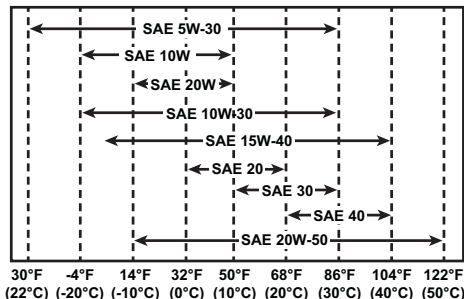 SAE 5W-30
SAE 10W
SAE 20W
SAE 10W-30
SAE 15W-40
SAE 20
SAE 30
SAE 40
SAE 20W-50
30°F -4°F 14°F 32°F 50°F 68°F 86°F 104°F 122°F
(22°C) (-20°C) (-10°C) (0°C) (10°C) (20°C) (30°C) (40°C) (50°C)